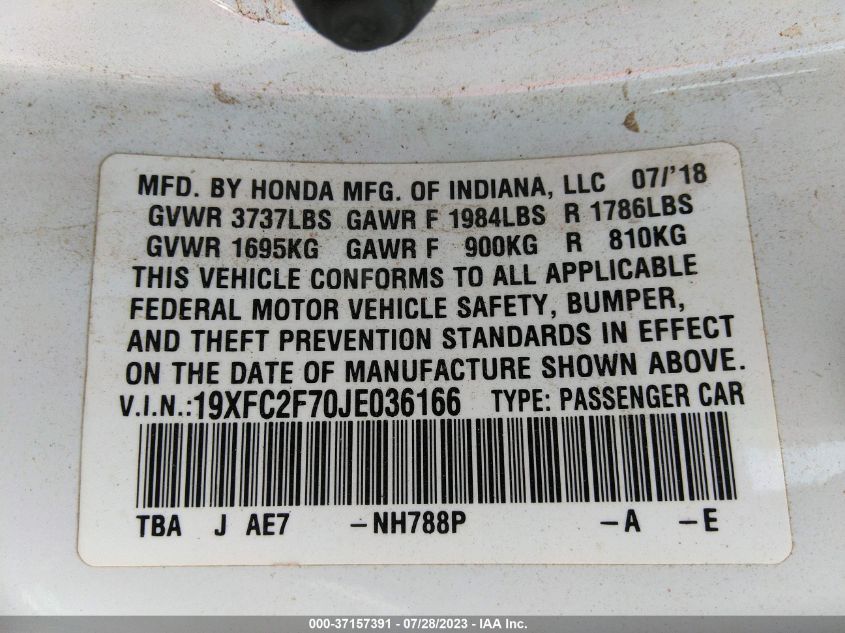 MFD. BY HONDA MFG. OF INDIANA, LLC 07/'18
GVWR 3737LBS GAWR F 1984LBS R 1786LBS
GVWR 1695KG GAWR F 900KG R 810KG
THIS VEHICLE CONFORMS TO ALL APPLICABLE
FEDERAL MOTOR VEHICLE SAFETY, BUMPER,
AND THEFT PREVENTION STANDARDS IN EFFECT
ON THE DATE OF MANUFACTURE SHOWN ABOVE.
V.I.N.:19XFC2F70JE036166 TYPE: PASSENGER CAR
TBA J AE7 -NH788P -A -E
000-37157391 - 07/28/2023 - IAA Inc.